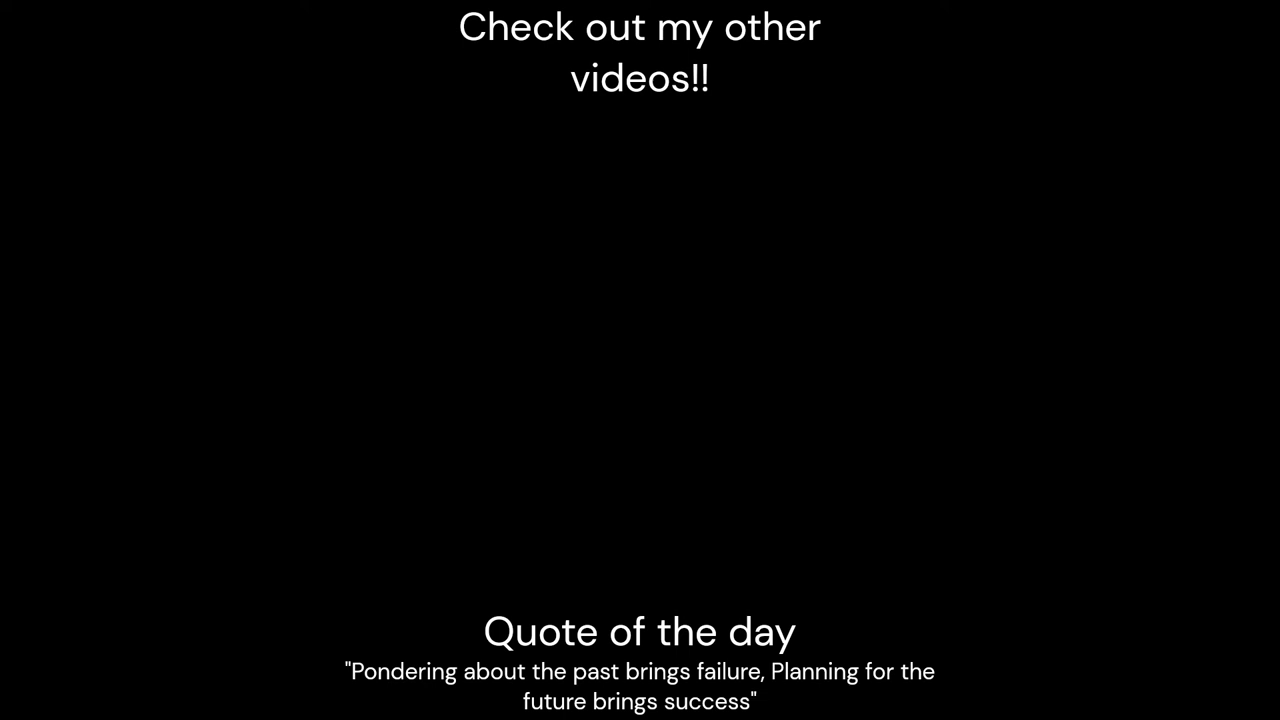 Check out my other
videos!!
Quote of the day
"Pondering about the past brings failure, Planning for the
future brings success"